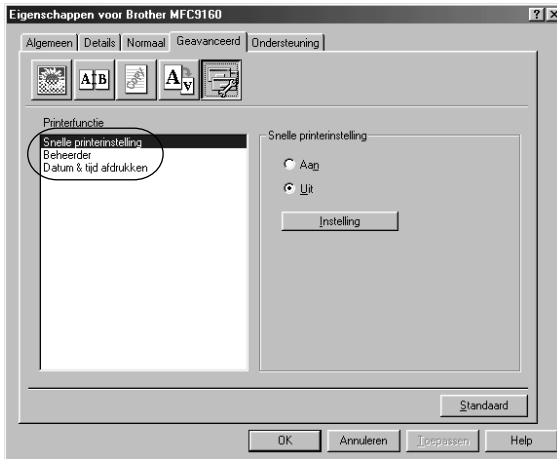 Eigenschappen voor Brother MFC9160
Algemeen Details Normaal Geavanceerd Ondersteuning
A B
A A
Printerfunctie
Snelle printerinstelling
Beheerder
Datum & tijd afdrukken
Snelle printerinstelling
Aan
Uit
Instelling
Standaard
OK Annuleren Toepassen Help